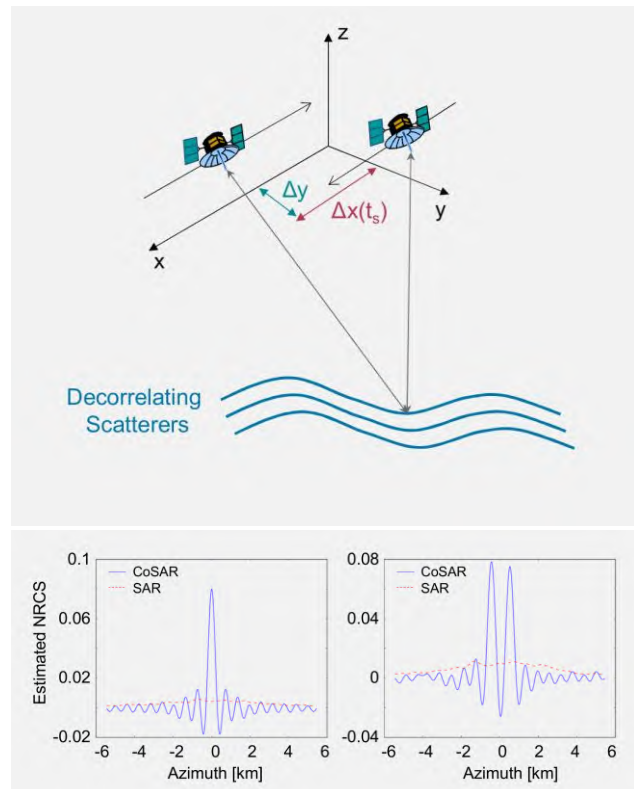 z
Δy
Δx(tₛ)
y
x
Decorrelating
Scatterers
0.1
CoSAR
SAR
0.06
0.02
-0.02
Estimated NRCS
-6 -4 -2 0 2 4 6
Azimuth [km]
0.08
CoSAR
SAR
0.04
0
-0.04
-6 -4 -2 0 2 4 6
Azimuth [km]